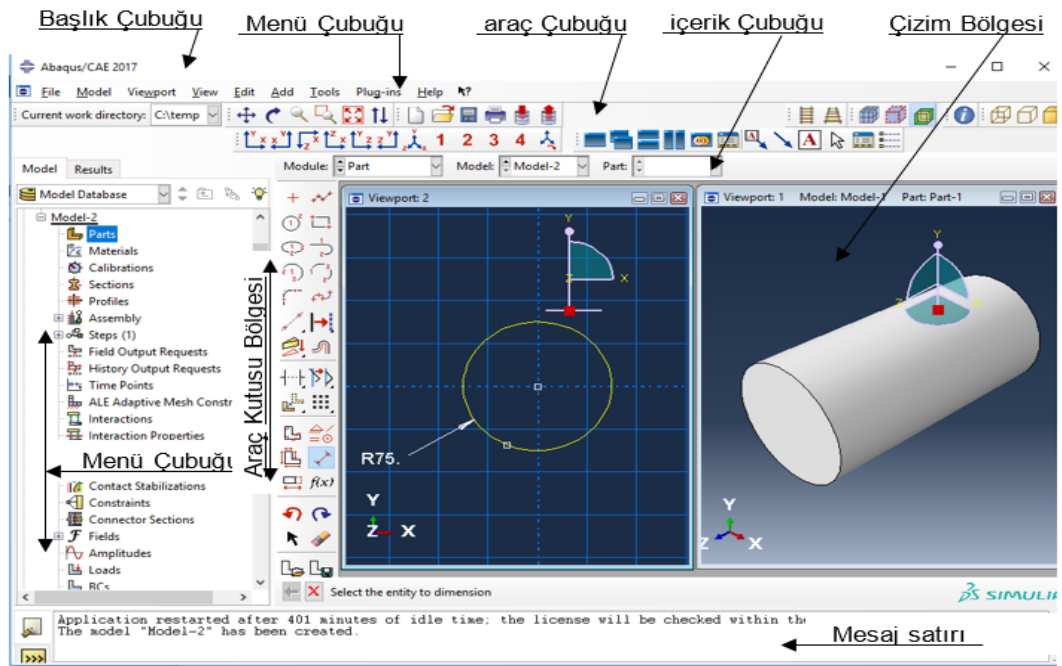 Başlık Çubuğu
Menü Çubuğu
araç Çubuğu
içerik Çubuğu
Çizim Bölgesi
Abaqus/CAE 2017
File Model Viewport View Edit Add Tools Plug-ins Help
Current work directory: C:\temp
1 2 3 4
A
Model Results
Module: Part Model: Model-2 Part:
Model Database
Model-2
Parts
Materials
Calibrations
Sections
Profiles
Assembly
Steps (1)
Field Output Requests
History Output Requests
Time Points
ALE Adaptive Mesh Constr
Interactions
Interaction Properties
Menü Çubuğu
Contact Stabilizations
Constraints
Connector Sections
Fields
Amplitudes
Loads
BCs
Araç Kutusu Bölgesi
f(x)
Viewport: 2
Y
Z X
R75.
Y
Z X
Viewport: 1 Model: Model-1 Part: Part-1
Y
Z
Y
Z X
Select the entity to dimension
SIMULIA
Application restarted after 401 minutes of idle time; the license will be checked within the
The model "Model-2" has been created.
Mesaj satırı
>>>